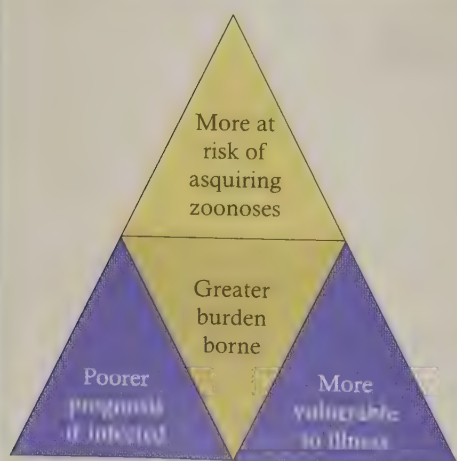 More at
risk of
asquiring
zoonoses
Greater
burden
borne
Poorer
prognosis
if infected
More
vulnerable
to illness